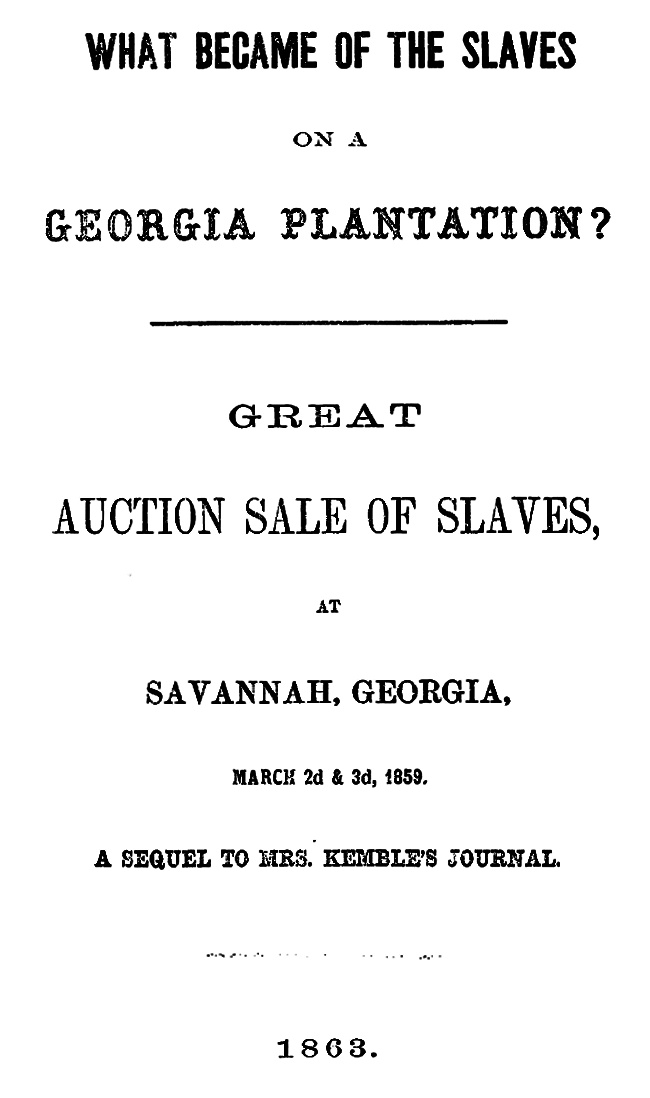 WHAT BECAME OF THE SLAVES
ON A
GEORGIA PLANTATION?
GREAT
AUCTION SALE OF SLAVES,
AT
SAVANNAH, GEORGIA,
MARCH 2d & 3d, 1859.
A SEQUEL TO MRS. KEMBLE'S JOURNAL.
1863.